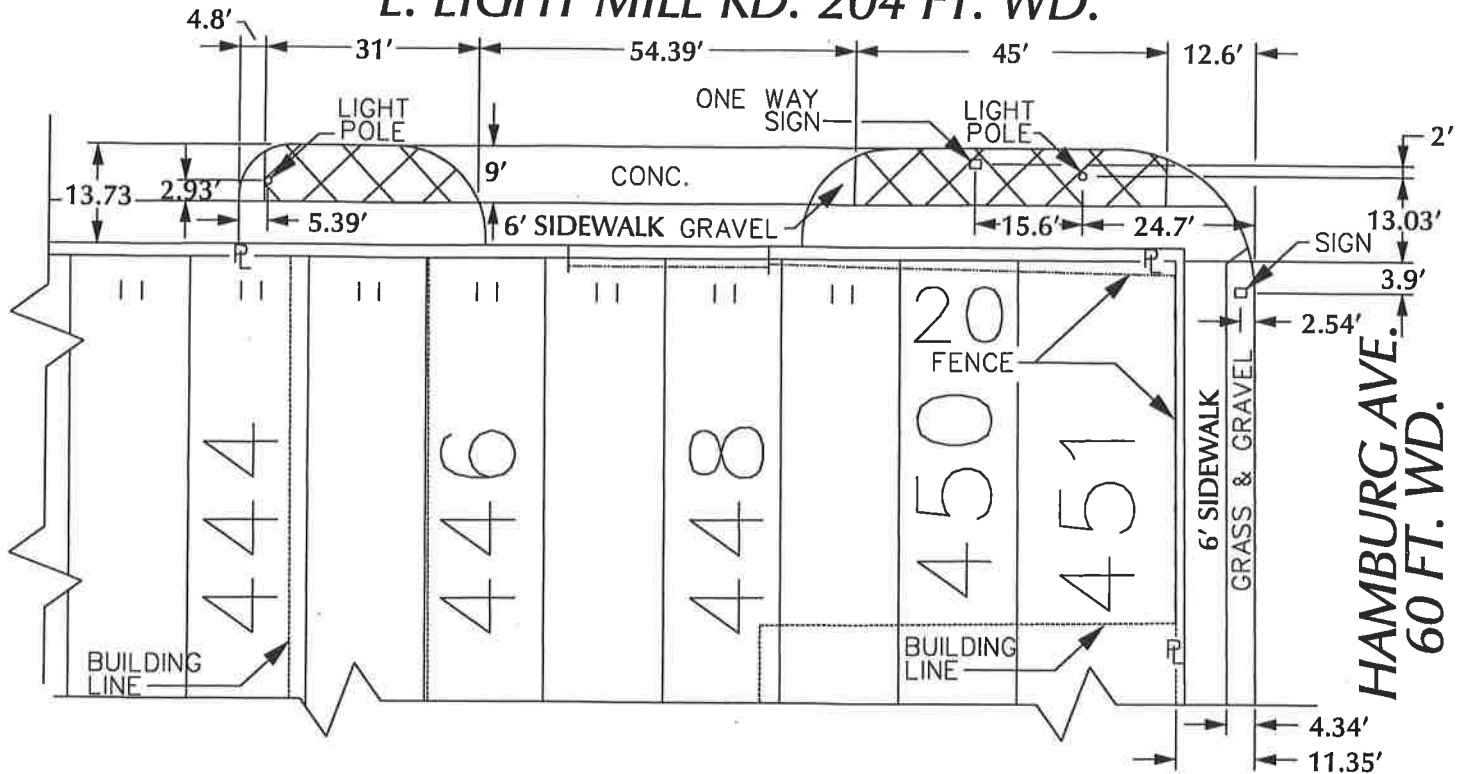 E. LIGHT MILL RD. 204 FT. WD.
4.8'
31'
54.39'
45'
12.6'
LIGHT
POLE
ONE WAY
SIGN
LIGHT
POLE
2'
13.73
2.93'
9'
CONC.
5.39'
6' SIDEWALK
GRAVEL
15.6'
24.7'
13.03'
SIGN
PL
PL
3.9'
2.54'
20
FENCE
444
446
448
450
451
6' SIDEWALK
GRASS & GRAVEL
HAMBURG AVE.
60 FT. WD.
BUILDING
LINE
BUILDING
LINE
PL
4.34'
11.35'